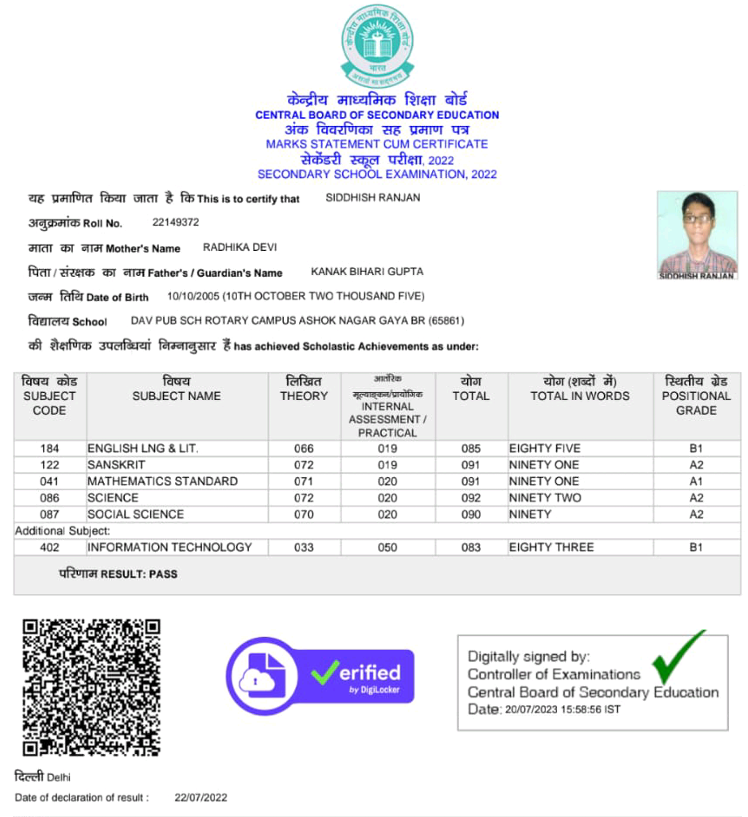 केन्द्रीय माध्यमिक शिक्षा बोर्ड
भारत
असतो मा सद्गमय
केन्द्रीय माध्यमिक शिक्षा बोर्ड
CENTRAL BOARD OF SECONDARY EDUCATION
अंक विवरणिका सह प्रमाण पत्र
MARKS STATEMENT CUM CERTIFICATE
सेकेंडरी स्कूल परीक्षा, 2022
SECONDARY SCHOOL EXAMINATION, 2022
यह प्रमाणित किया जाता है कि This is to certify that SIDDHISH RANJAN
अनुक्रमांक Roll No. 22149372
माता का नाम Mother's Name RADHIKA DEVI
पिता / संरक्षक का नाम Father's / Guardian's Name KANAK BIHARI GUPTA
SIDDHISH RANJAN
जन्म तिथि Date of Birth 10/10/2005 (10TH OCTOBER TWO THOUSAND FIVE)
विद्यालय School DAV PUB SCH ROTARY CAMPUS ASHOK NAGAR GAYA BR (65861)
की शैक्षणिक उपलब्धियां निम्नानुसार हैं has achieved Scholastic Achievements as under:
विषय कोड SUBJECT CODE विषय SUBJECT NAME लिखित THEORY आतंरिक मूल्याङ्कन/प्रायोगिक INTERNAL ASSESSMENT / PRACTICAL योग TOTAL योग (शब्दों में) TOTAL IN WORDS स्थितीय ग्रेड POSITIONAL GRADE
184 ENGLISH LNG & LIT. 066 019 085 EIGHTY FIVE B1
122 SANSKRIT 072 019 091 NINETY ONE A2
041 MATHEMATICS STANDARD 071 020 091 NINETY ONE A1
086 SCIENCE 072 020 092 NINETY TWO A2
087 SOCIAL SCIENCE 070 020 090 NINETY A2
Additional Subject:
402 INFORMATION TECHNOLOGY 033 050 083 EIGHTY THREE B1
परिणाम RESULT: PASS
Verified
by DigiLocker
Digitally signed by:
Controller of Examinations
Central Board of Secondary Education
Date: 20/07/2023 15:58:56 IST
दिल्ली Delhi
Date of declaration of result : 22/07/2022